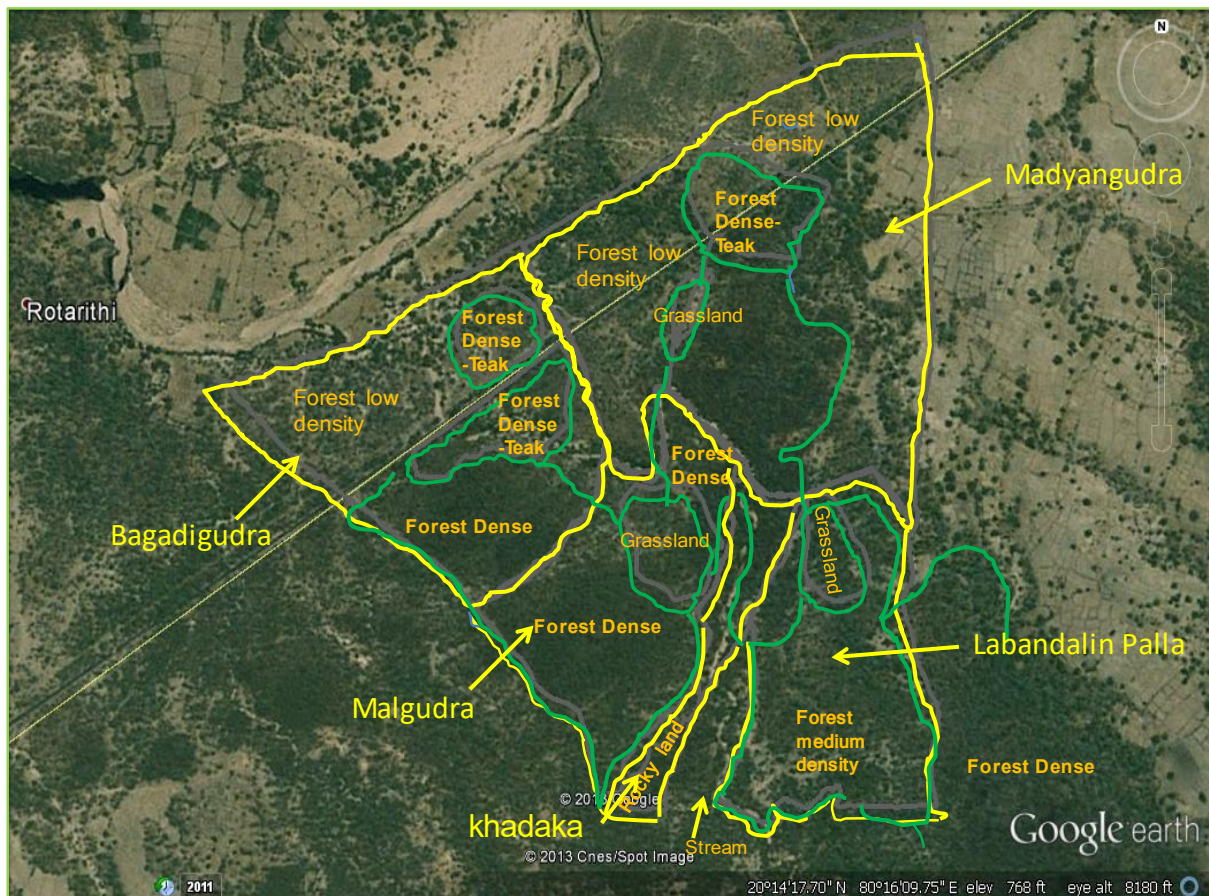 N
Forest low
density
Madyangudra
Forest
Dense-
Teak
Forest low
density
Rotarithi
Grassland
Forest
Dense
-Teak
Forest low
density
Forest
Dense
-Teak
Forest
Dense
Bagadigudra
Forest Dense
Grassland
Grassland
Forest Dense
Labandalin Palla
Malgudra
Forest
medium
density
Rocky land
Forest Dense
© 2013 Google
khadaka
Stream
Google earth
© 2013 Cnes/Spot Image
2011
20°14'17.70" N 80°16'09.75" E elev 768 ft eye alt 8180 ft